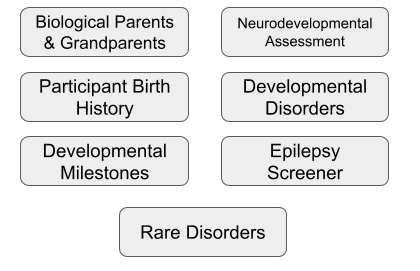 Biological Parents
& Grandparents
Neurodevelopmental
Assessment
Participant Birth
History
Developmental
Disorders
Developmental
Milestones
Epilepsy
Screener
Rare Disorders